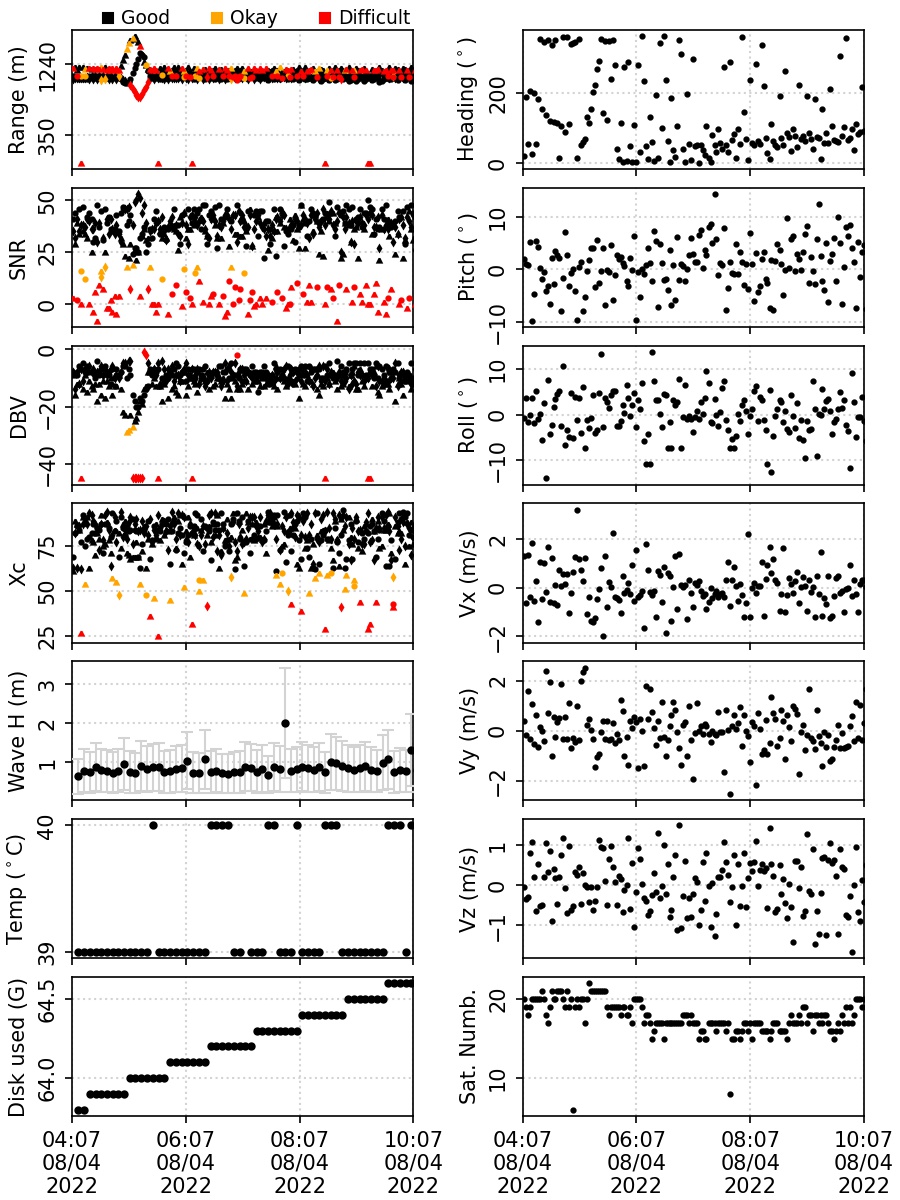 Good Okay Difficult
Range (m)
1240
350
Heading (°)
200
0
SNR
50
25
0
Pitch (°)
10
0
−10
DBV
0
−20
−40
Roll (°)
10
0
−10
Xc
75
50
25
Vx (m/s)
2
0
−2
Wave H (m)
3
2
1
Vy (m/s)
2
0
−2
Temp (°C)
40
39
Vz (m/s)
1
0
−1
Disk used (G)
64.5
64.0
Sat. Numb.
20
10
04:07 06:07 08:07 10:07
08/04 08/04 08/04 08/04
2022 2022 2022 2022
04:07 06:07 08:07 10:07
08/04 08/04 08/04 08/04
2022 2022 2022 2022